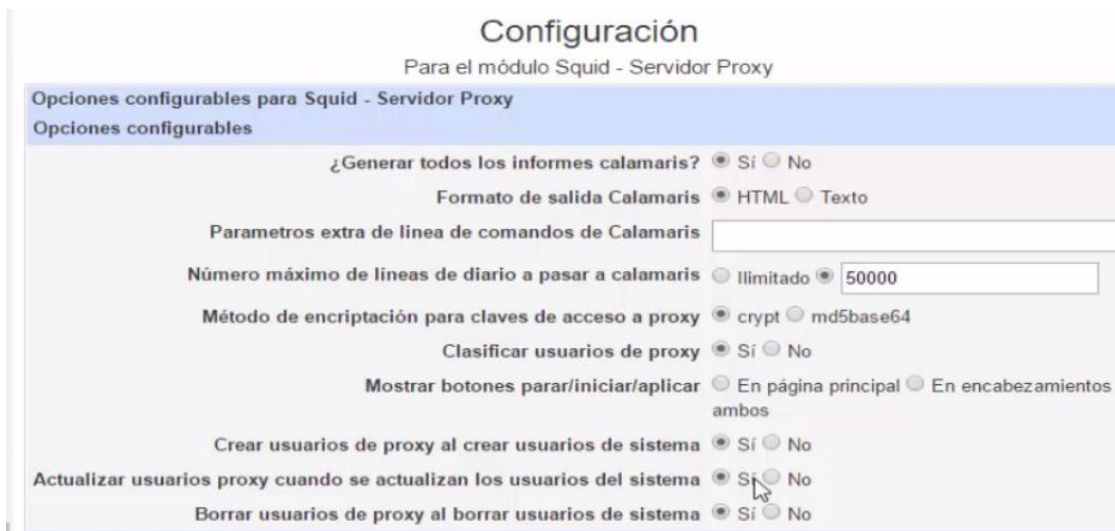 Configuración
Para el módulo Squid - Servidor Proxy
Opciones configurables para Squid - Servidor Proxy
Opciones configurables
¿Generar todos los informes calamaris? Sí No
Formato de salida Calamaris HTML Texto
Parametros extra de linea de comandos de Calamaris
Número máximo de líneas de diario a pasar a calamaris Ilimitado 50000
Método de encriptación para claves de acceso a proxy crypt md5base64
Clasificar usuarios de proxy Sí No
Mostrar botones parar/iniciar/aplicar En página principal En encabezamientos
ambos
Crear usuarios de proxy al crear usuarios de sistema Sí No
Actualizar usuarios proxy cuando se actualizan los usuarios del sistema Sí No
Borrar usuarios de proxy al borrar usuarios de sistema Sí No